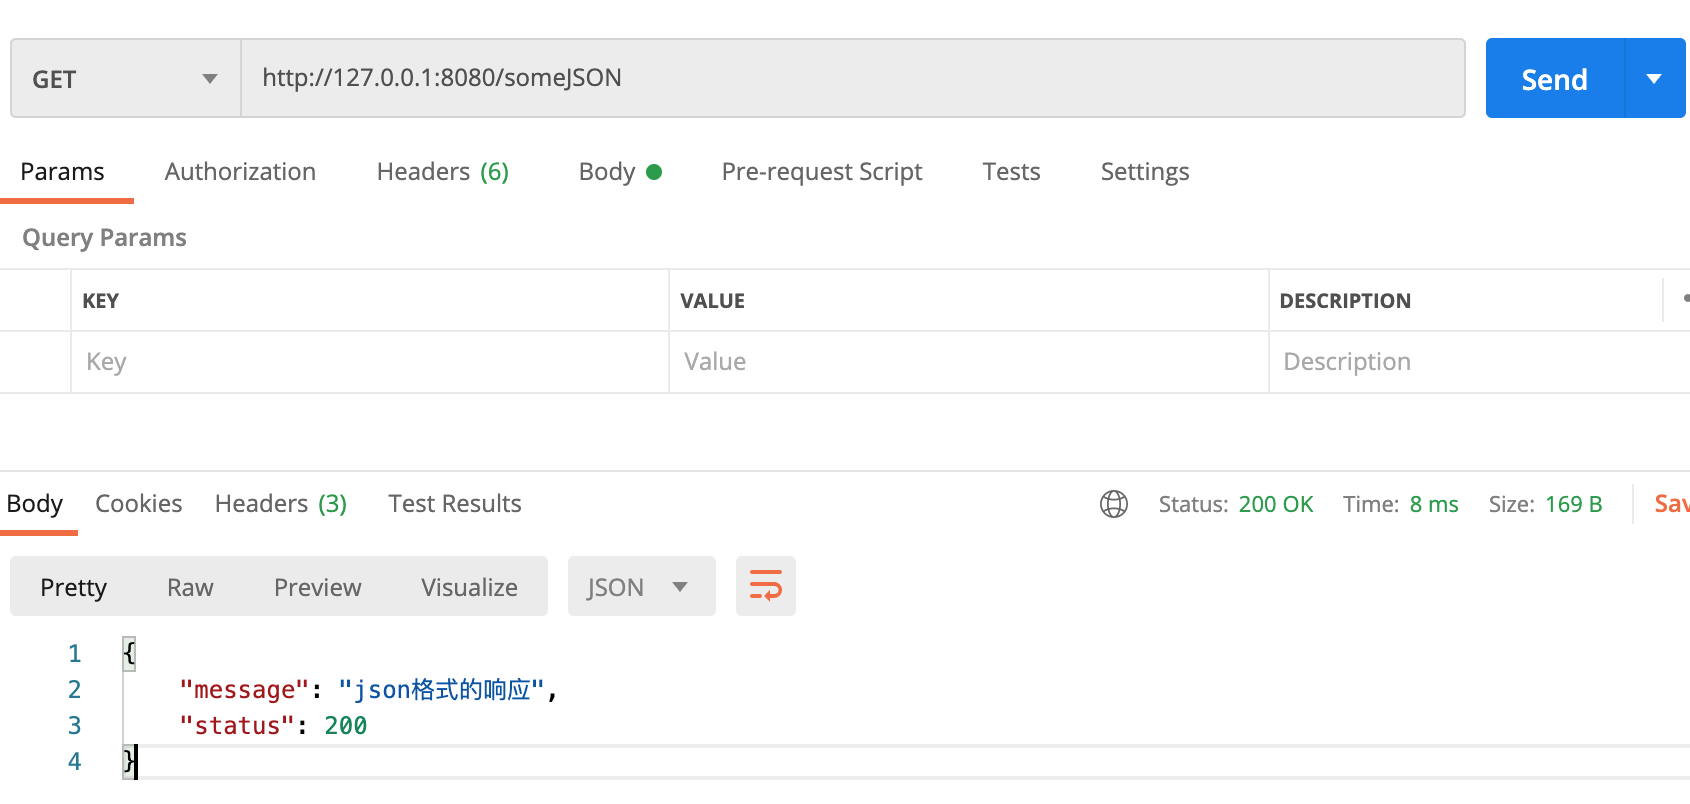 GET http://127.0.0.1:8080/someJSON Send
Params Authorization Headers (6) Body Pre-request Script Tests Settings
Query Params
KEY VALUE DESCRIPTION
Key Value Description
Body Cookies Headers (3) Test Results Status: 200 OK Time: 8 ms Size: 169 B Sav
Pretty Raw Preview Visualize JSON
1 {
2 "message": "json格式的响应",
3 "status": 200
4 }